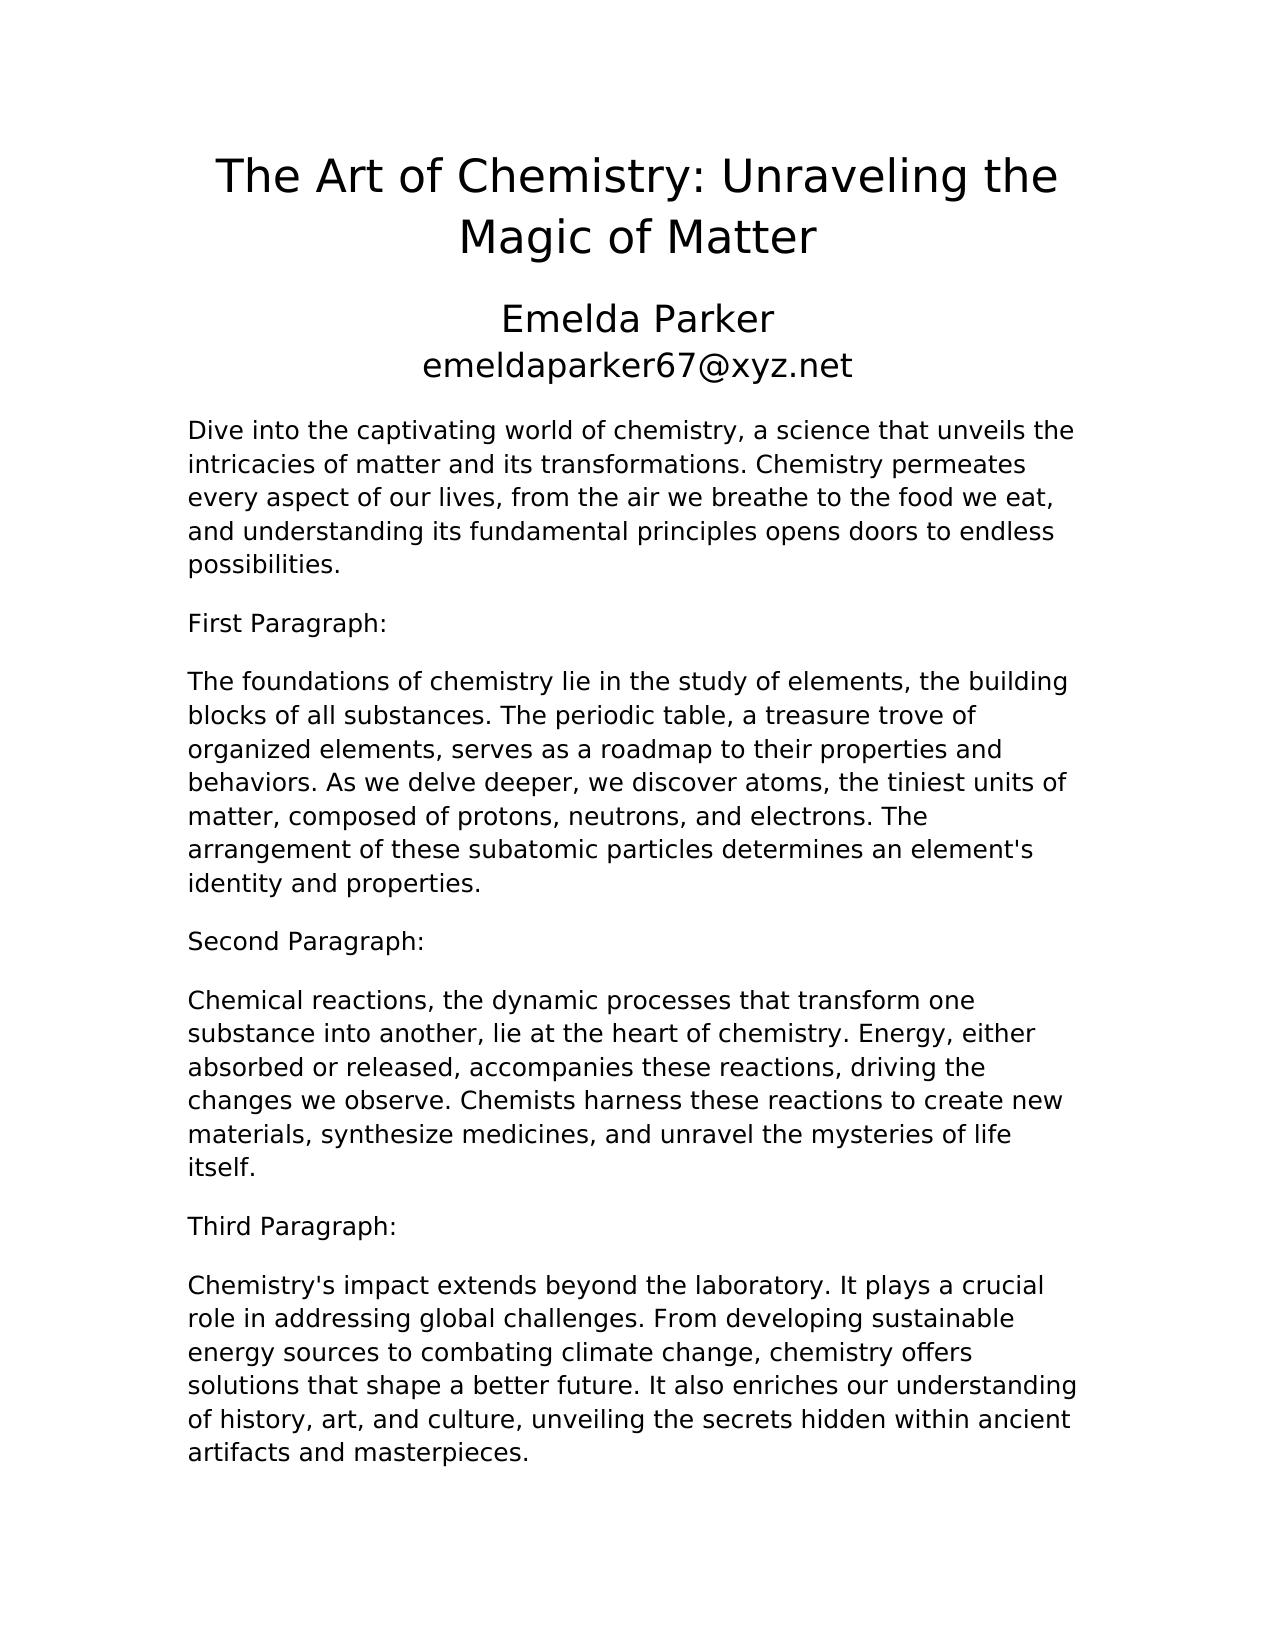 The Art of Chemistry: Unraveling the
Magic of Matter
Emelda Parker
emeldaparker67@xyz.net
Dive into the captivating world of chemistry, a science that unveils the
intricacies of matter and its transformations. Chemistry permeates
every aspect of our lives, from the air we breathe to the food we eat,
and understanding its fundamental principles opens doors to endless
possibilities.
First Paragraph:
The foundations of chemistry lie in the study of elements, the building
blocks of all substances. The periodic table, a treasure trove of
organized elements, serves as a roadmap to their properties and
behaviors. As we delve deeper, we discover atoms, the tiniest units of
matter, composed of protons, neutrons, and electrons. The
arrangement of these subatomic particles determines an element's
identity and properties.
Second Paragraph:
Chemical reactions, the dynamic processes that transform one
substance into another, lie at the heart of chemistry. Energy, either
absorbed or released, accompanies these reactions, driving the
changes we observe. Chemists harness these reactions to create new
materials, synthesize medicines, and unravel the mysteries of life
itself.
Third Paragraph:
Chemistry's impact extends beyond the laboratory. It plays a crucial
role in addressing global challenges. From developing sustainable
energy sources to combating climate change, chemistry offers
solutions that shape a better future. It also enriches our understanding
of history, art, and culture, unveiling the secrets hidden within ancient
artifacts and masterpieces.